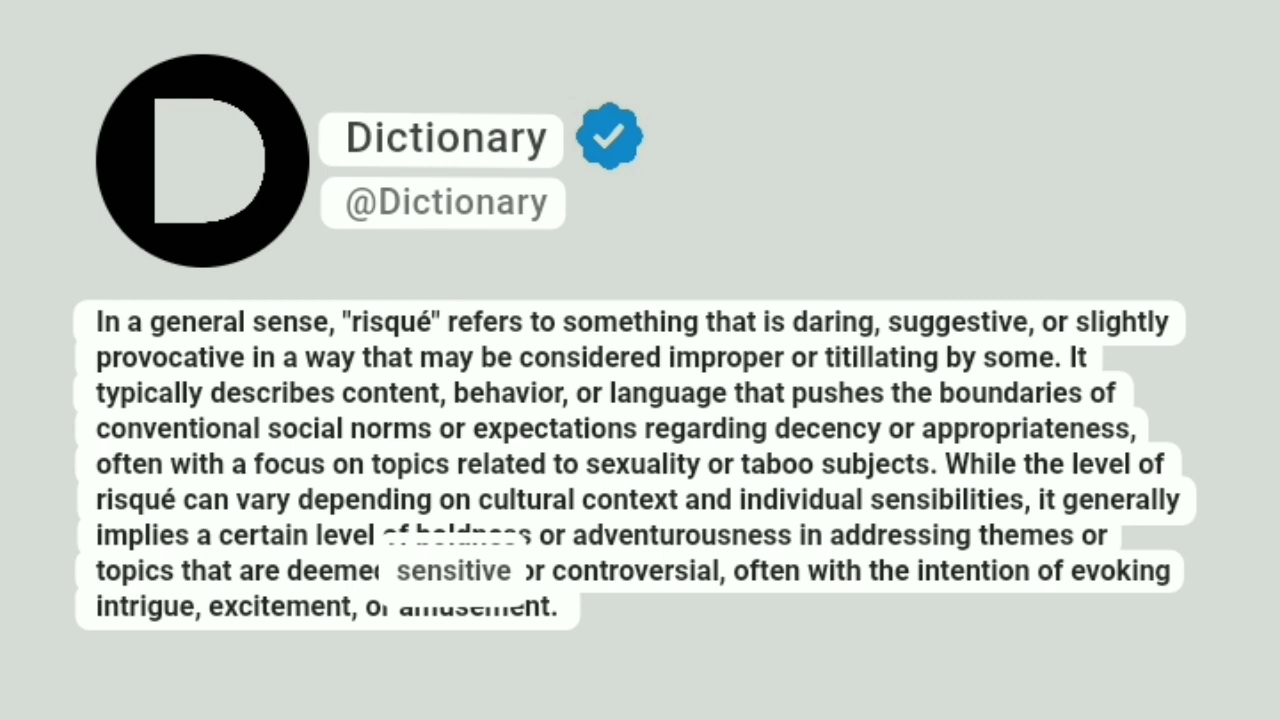 D
Dictionary
@Dictionary
In a general sense, "risqué" refers to something that is daring, suggestive, or slightly
provocative in a way that may be considered improper or titillating by some. It
typically describes content, behavior, or language that pushes the boundaries of
conventional social norms or expectations regarding decency or appropriateness,
often with a focus on topics related to sexuality or taboo subjects. While the level of
risqué can vary depending on cultural context and individual sensibilities, it generally
implies a certain level of boldness or adventurousness in addressing themes or
topics that are deemed sensitive or controversial, often with the intention of evoking
intrigue, excitement, or amusement.